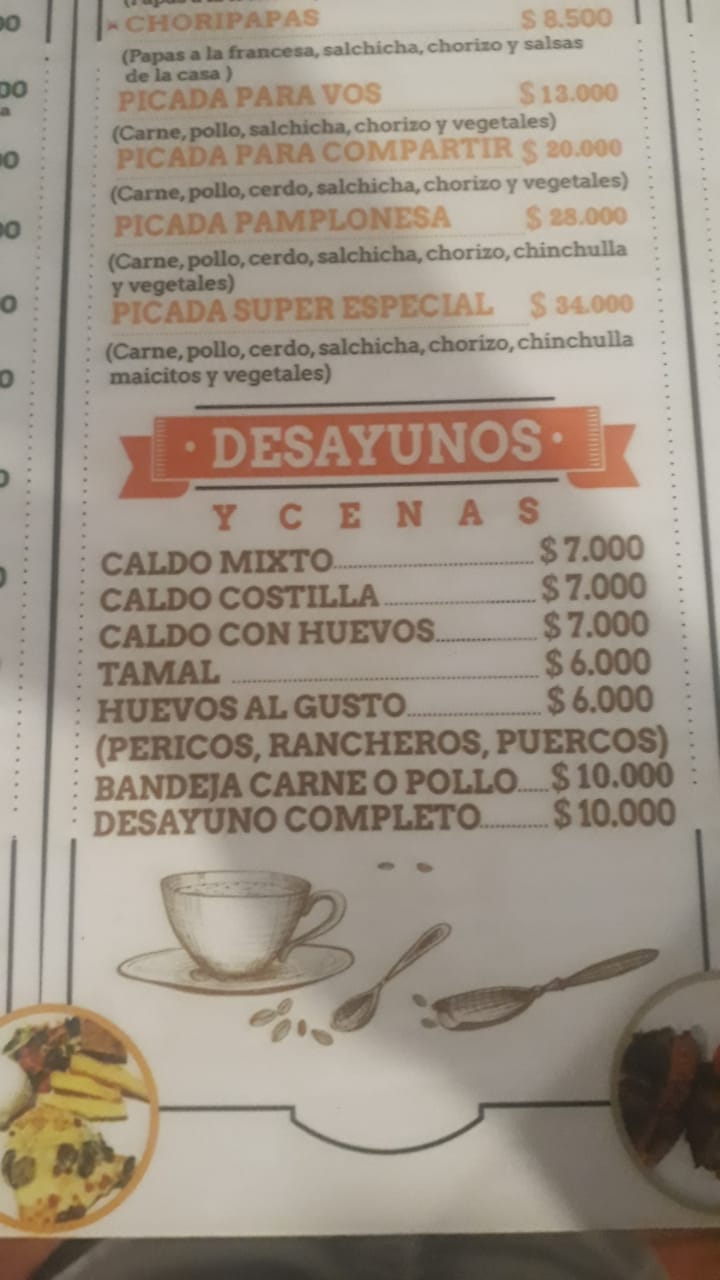 CHORIPAPAS $ 8.500
(Papas a la francesa, salchicha, chorizo y salsas
de la casa )
PICADA PARA VOS $ 13.000
(Carne, pollo, salchicha, chorizo y vegetales)
PICADA PARA COMPARTIR $ 20.000
(Carne, pollo, cerdo, salchicha, chorizo y vegetales)
PICADA PAMPLONESA $ 28.000
(Carne, pollo, cerdo, salchicha, chorizo, chinchulla
y vegetales)
PICADA SUPER ESPECIAL $ 34.000
(Carne, pollo, cerdo, salchicha, chorizo, chinchulla
maicitos y vegetales)
· DESAYUNOS ·
Y CENAS
CALDO MIXTO $ 7.000
CALDO COSTILLA $ 7.000
CALDO CON HUEVOS $ 7.000
TAMAL $ 6.000
HUEVOS AL GUSTO $ 6.000
(PERICOS, RANCHEROS, PUERCOS)
BANDEJA CARNE O POLLO $ 10.000
DESAYUNO COMPLETO $ 10.000